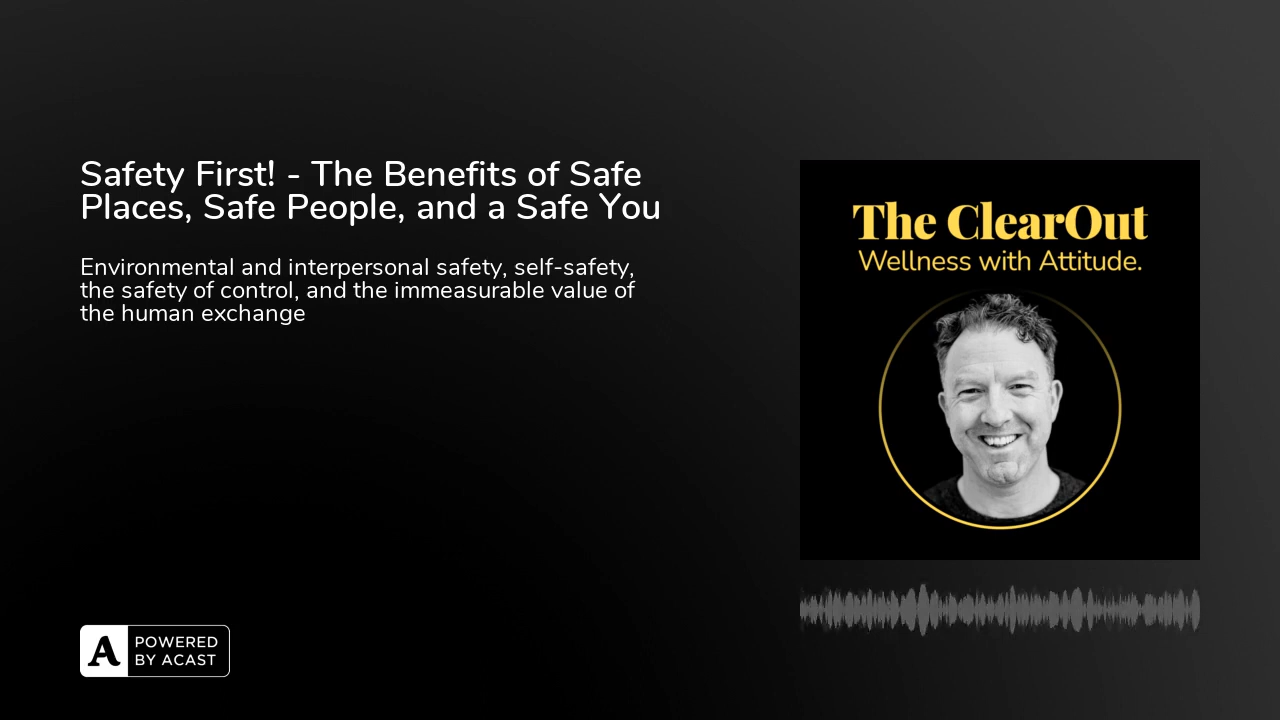 Safety First! - The Benefits of Safe
Places, Safe People, and a Safe You
Environmental and interpersonal safety, self-safety,
the safety of control, and the immeasurable value of
the human exchange
The ClearOut
Wellness with Attitude.
A
POWERED
BY ACAST